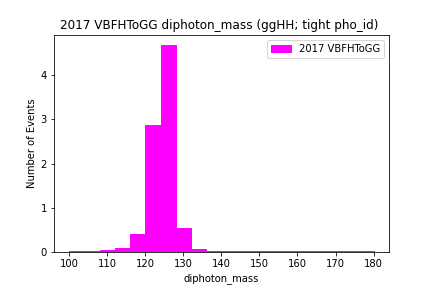 2017 VBFHToGG diphoton_mass (ggHH; tight pho_id)
2017 VBFHToGG
Number of Events
4
3
2
1
0
100 110 120 130 140 150 160 170 180
diphoton_mass